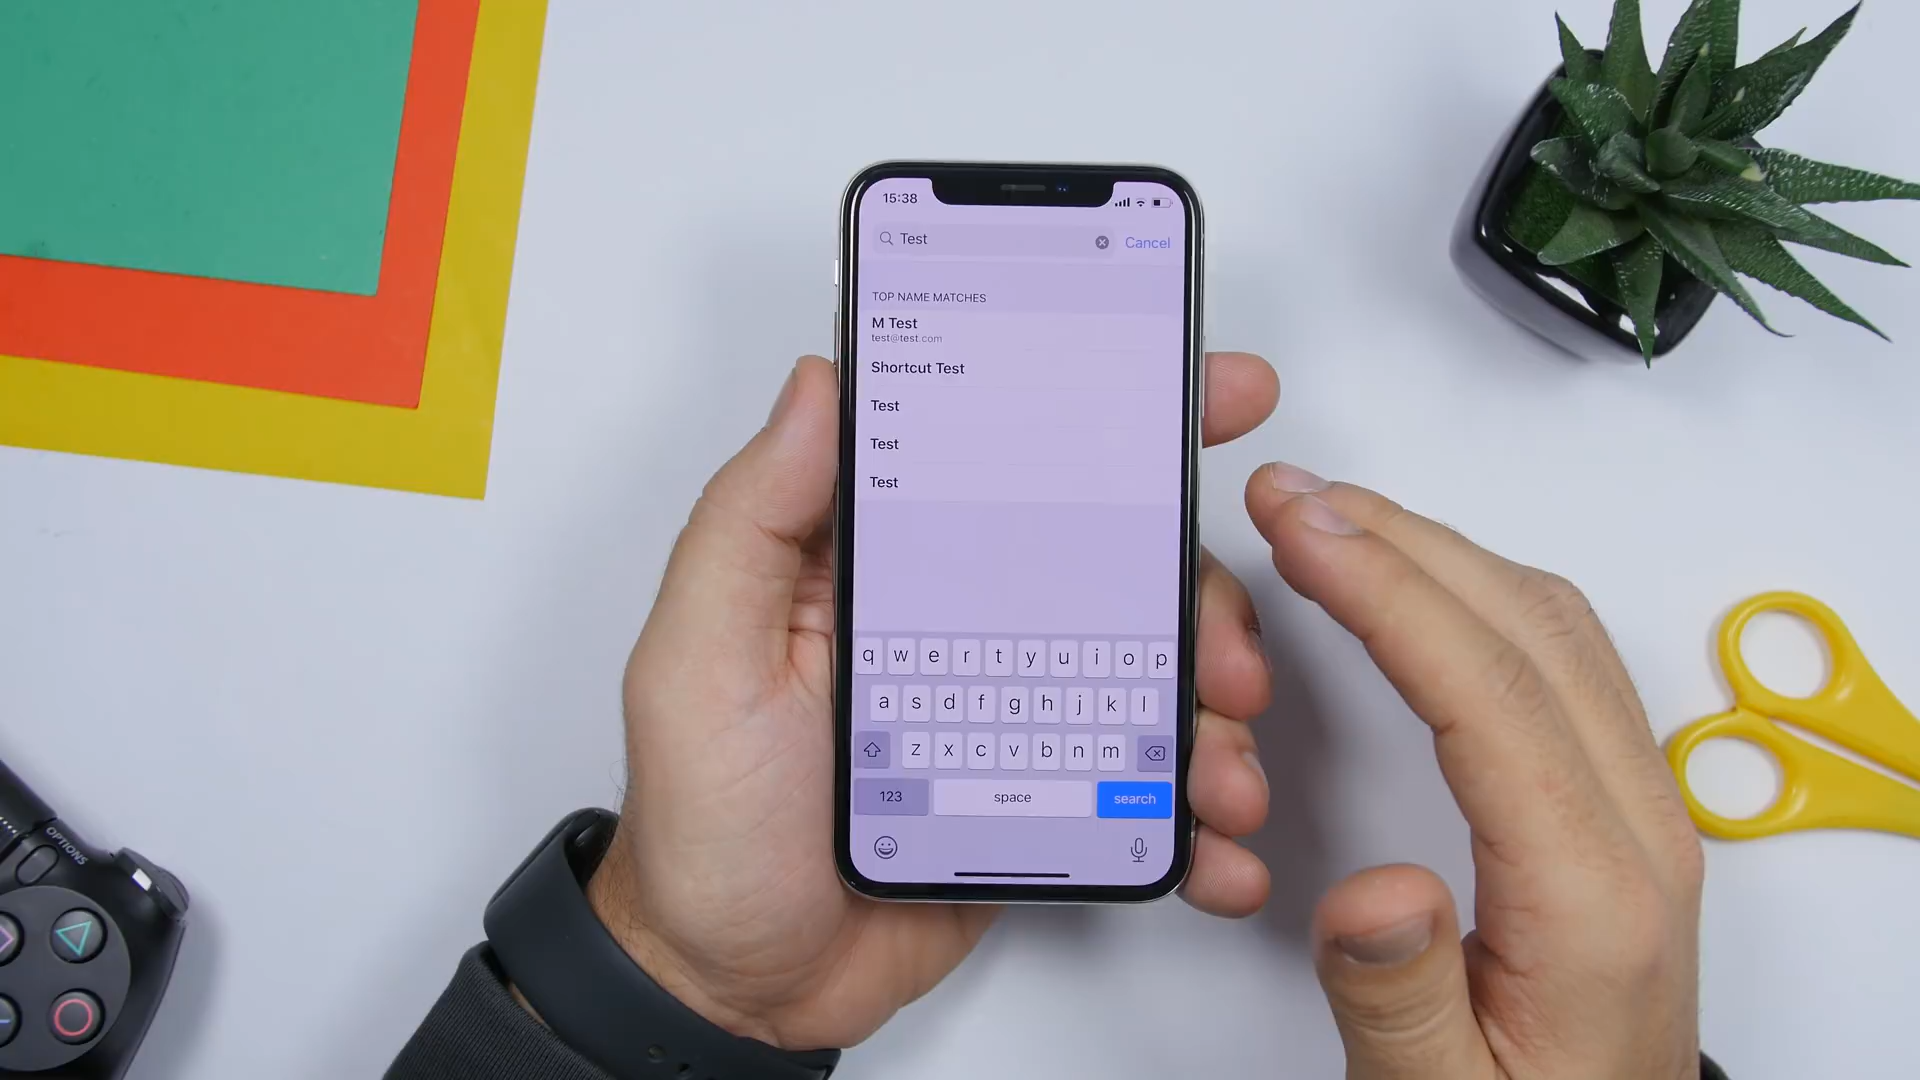 15:38
Test
Cancel
TOP NAME MATCHES
M Test
test@test.com
Shortcut Test
Test
Test
Test
q w e r t y u i o p
a s d f g h j k l
z x c v b n m
123 space search
OPTIONS